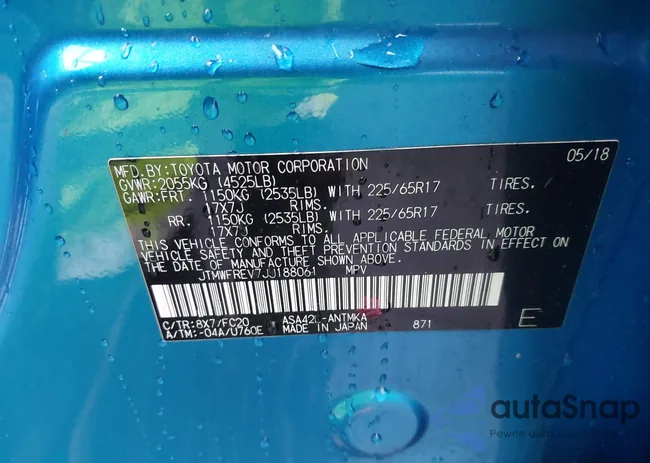 05/18
MFD.BY:TOYOTA MOTOR CORPORATION
GVWR:2055KG (4525LB)
GAWR:FRT. 1150KG (2535LB) WITH 225/65R17 TIRES.
17X7J RIMS.
RR. 1150KG (2535LB) WITH 225/65R17 TIRES.
17X7J RIMS.
THIS VEHICLE CONFORMS TO ALL APPLICABLE FEDERAL MOTOR
VEHICLE SAFETY AND THEFT PREVENTION STANDARDS IN EFFECT ON
THE DATE OF MANUFACTURE SHOWN ABOVE.
JTMWFREV7JJ188061 MPV
C/TR:8X7/FC20 ASA42L-ANTMKA
A/TM:-04A/U760E MADE IN JAPAN 871 E
autaSnap
Pewne auta